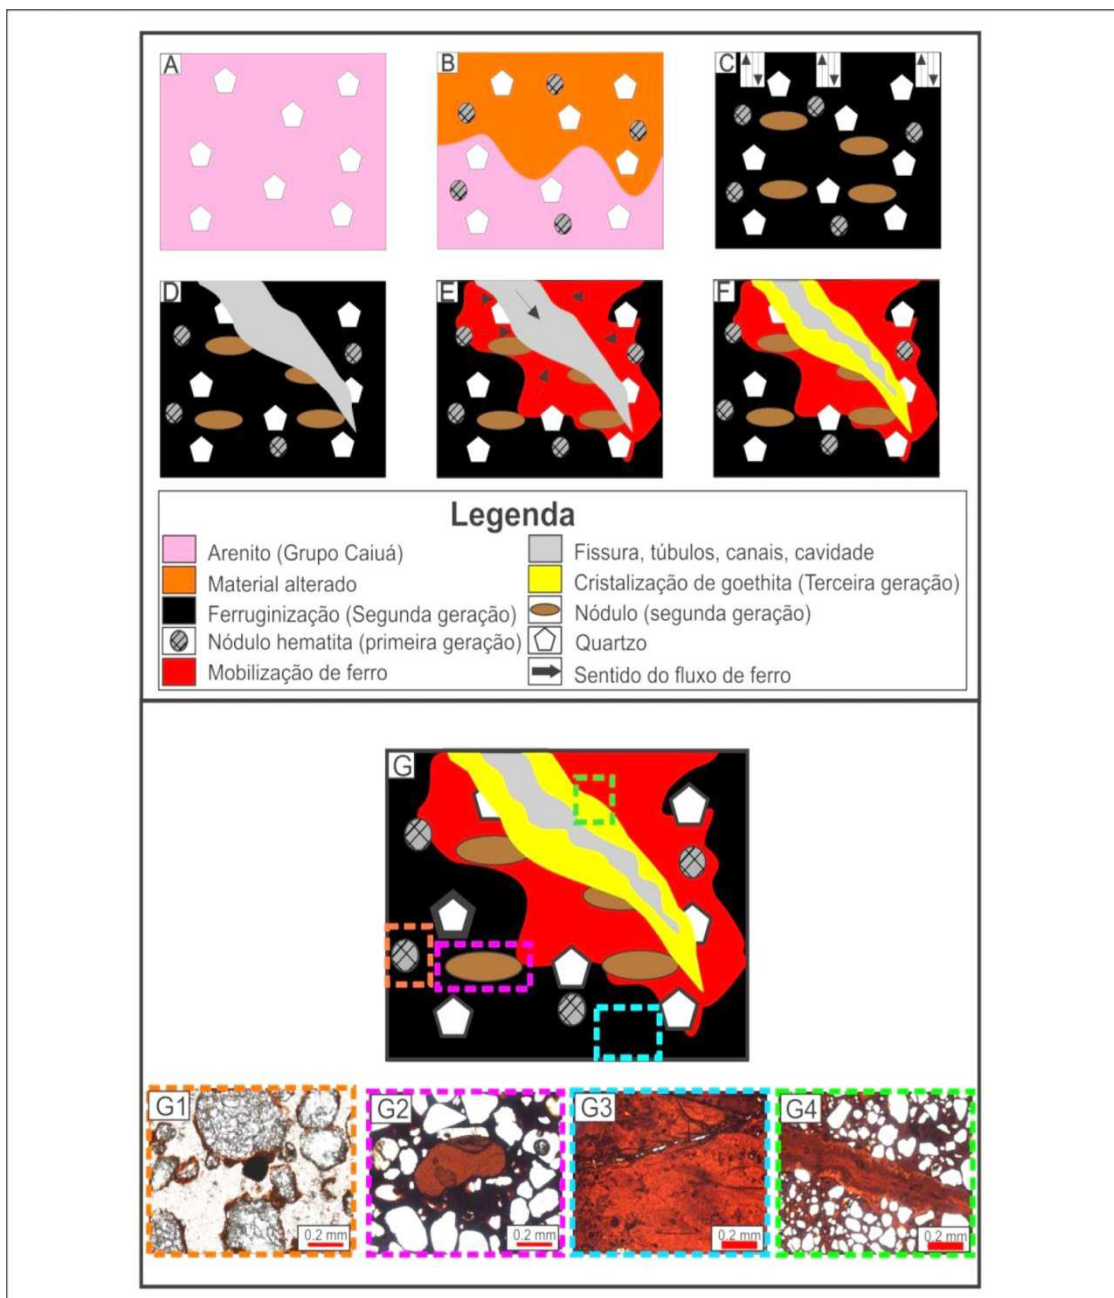 A
B
C
D
E
F
Legenda
Arenito (Grupo Caiuá)
Material alterado
Ferruginização (Segunda geração)
Nódulo hematita (primeira geração)
Mobilização de ferro
Fissura, túbulos, canais, cavidade
Cristalização de goethita (Terceira geração)
Nódulo (segunda geração)
Quartzo
Sentido do fluxo de ferro
G
G1
G2
G3
G4
0.2 mm
0.2 mm
0.2 mm
0.2 mm